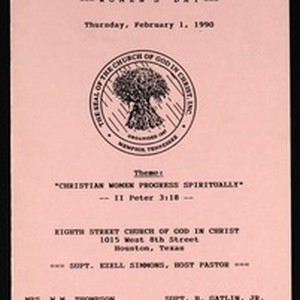 --- WOMEN'S DAY ---
Thursday, February 1, 1990
THE SEAL OF THE CHURCH OF GOD IN CHRIST, INC.
ORGANIZED 1907
MEMPHIS, TENNESSEE
Theme:
"CHRISTIAN WOMEN PROGRESS SPIRITUALLY"
-- II Peter 3:18 --
EIGHTH STREET CHURCH OF GOD IN CHRIST
1015 West 8th Street
Houston, Texas
=== SUPT. EZELL SIMMONS, HOST PASTOR ===
MRS. W.W. THOMPSON SUPT. B. GATLIN, JR.